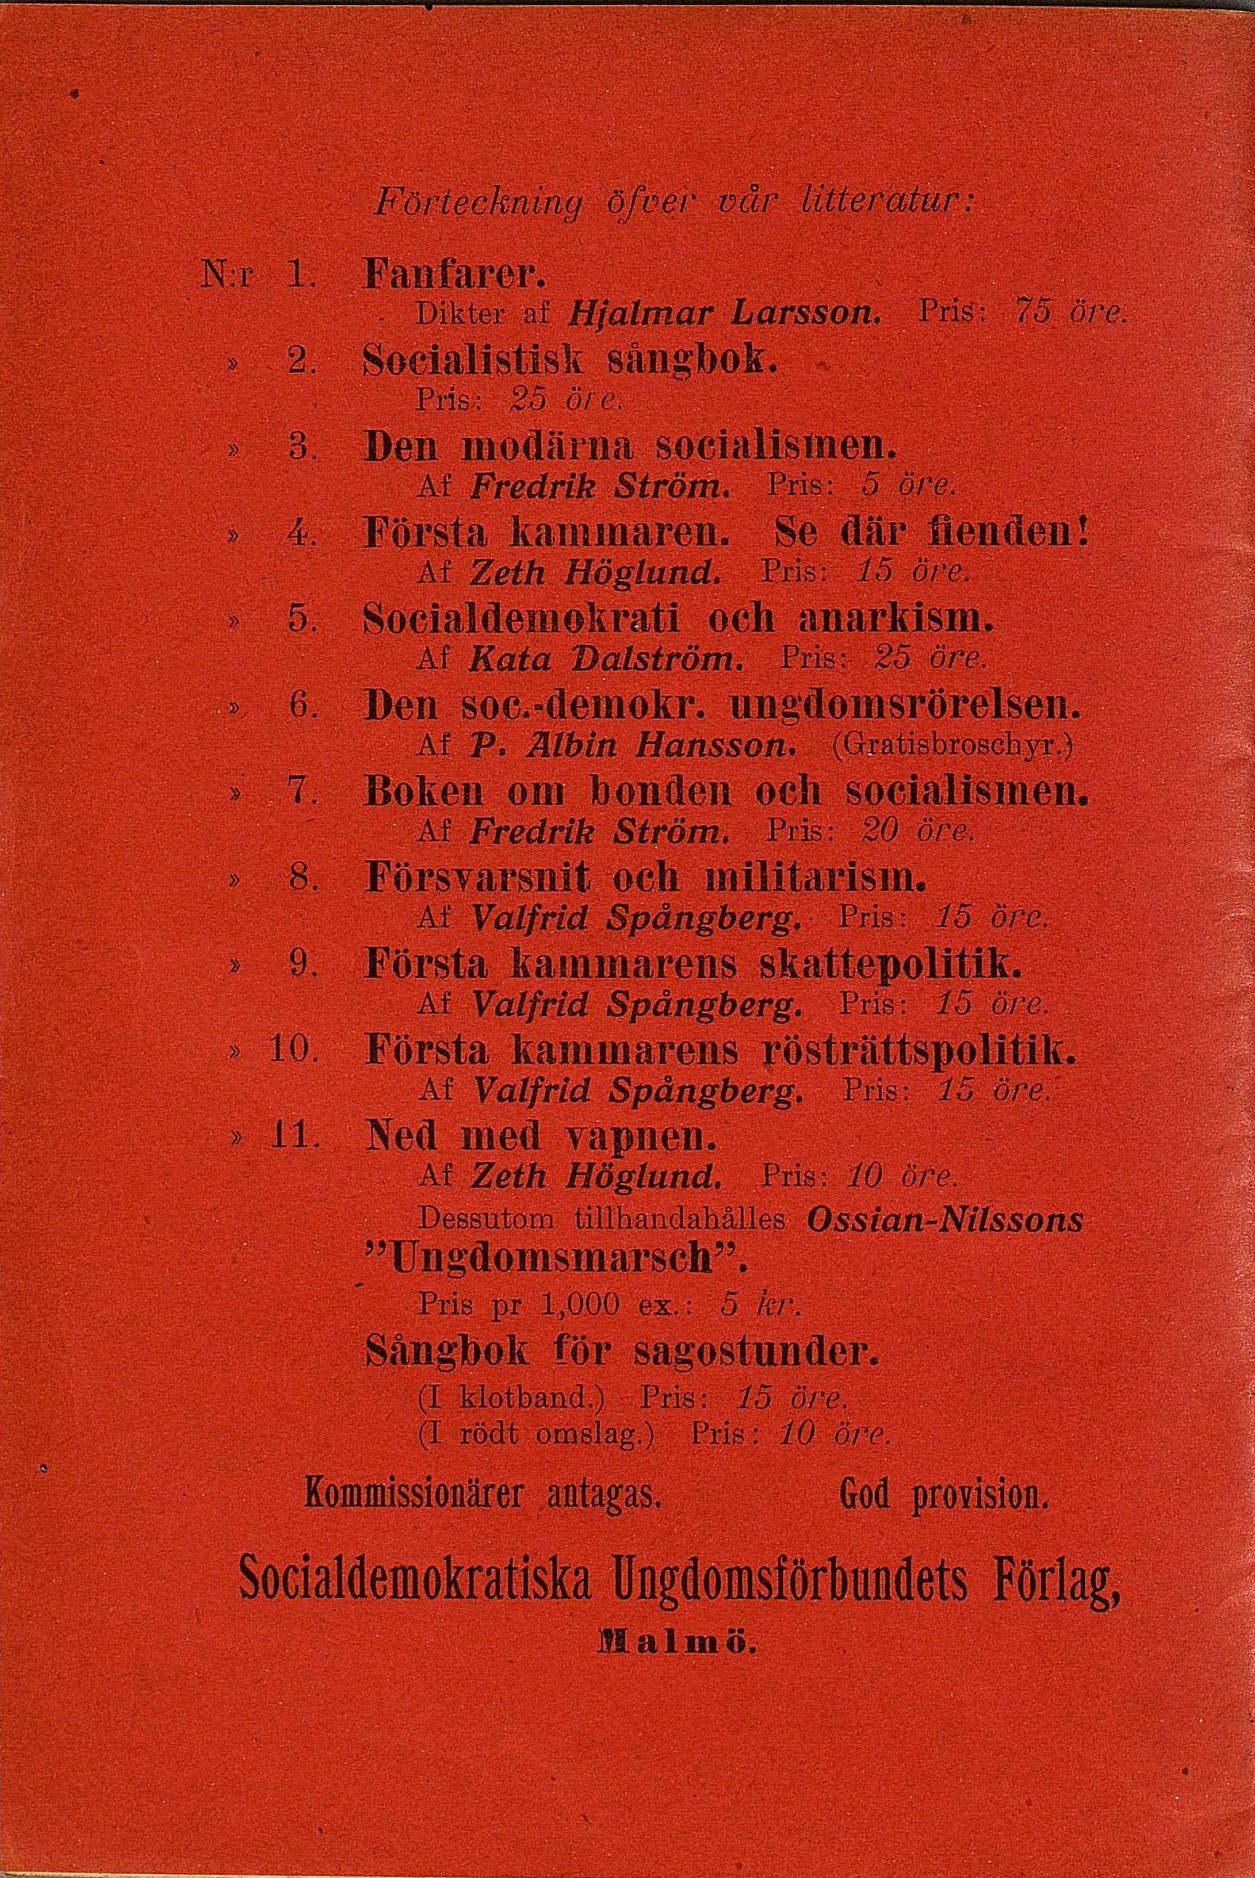 Förteckning öfver vår litteratur:
N:r 1. Fanfarer.
Dikter af Hjalmar Larsson. Pris: 75 öre.
» 2. Socialistisk sångbok.
Pris: 25 öre.
» 3. Den modärna socialismen.
Af Fredrik Ström. Pris: 5 öre.
» 4. Första kammaren. Se där fienden!
Af Zeth Höglund. Pris: 15 öre.
» 5. Socialdemokrati och anarkism.
Af Kata Dalström. Pris: 25 öre.
» 6. Den soc.-demokr. ungdomsrörelsen.
Af P. Albin Hansson. (Gratisbroschyr.)
» 7. Boken om bonden och socialismen.
Af Fredrik Ström. Pris: 20 öre.
» 8. Försvarsnit och militarism.
Af Valfrid Spångberg. Pris: 15 öre.
» 9. Första kammarens skattepolitik.
Af Valfrid Spångberg. Pris: 15 öre.
» 10. Första kammarens rösträttspolitik.
Af Valfrid Spångberg. Pris: 15 öre.
» 11. Ned med vapnen.
Af Zeth Höglund. Pris: 10 öre.
Dessutom tillhandahålles Ossian-Nilssons
”Ungdomsmarsch”.
Pris pr 1,000 ex.: 5 kr.
Sångbok för sagostunder.
(I klotband.) Pris: 15 öre.
(I rödt omslag.) Pris: 10 öre.
Kommissionärer antagas. God provision.
Socialdemokratiska Ungdomsförbundets Förlag,
Malmö.